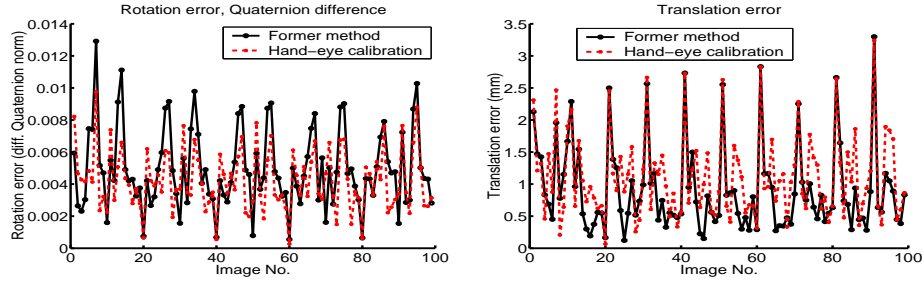 Rotation error, Quaternion difference
Rotation error (diff. Quaternion norm)
0.014
0.012
0.01
0.008
0.006
0.004
0.002
0
Former method
Hand−eye calibration
0
20
40
60
80
100
Image No.
Translation error
Translation error (mm)
3.5
3
2.5
2
1.5
1
0.5
0
Former method
Hand−eye calibration
0
20
40
60
80
100
Image No.